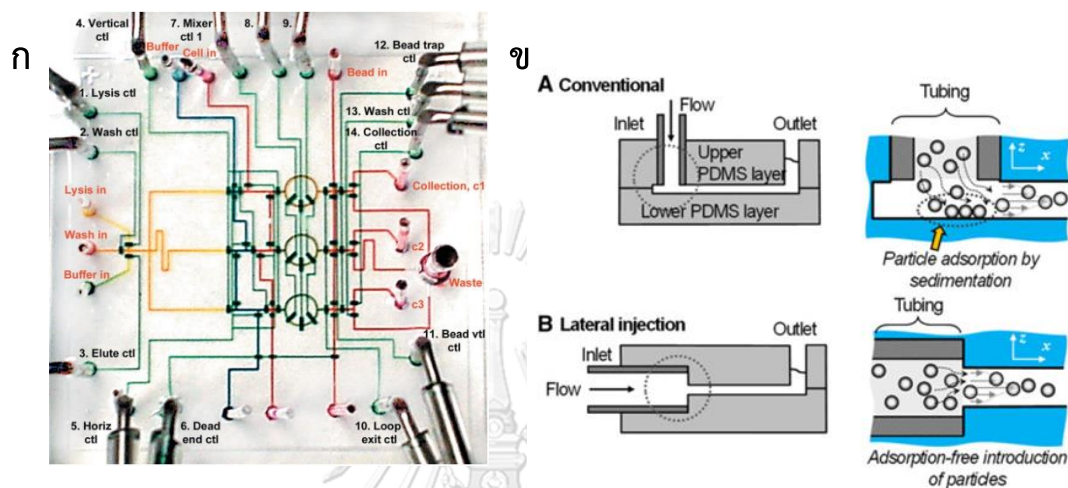 ก
4. Vertical
ctl
7. Mixer
ctl 1
8.
9.
Buffer
Cell in
Bead in
12. Bead trap
ctl
1. Lysis ctl
13. Wash ctl
2. Wash ctl
14. Collection
ctl
Collection, c1
Lysis in
Wash in
c2
Buffer in
Waste
c3
11. Bead vtl
ctl
3. Elute ctl
5. Horiz
ctl
6. Dead
end ctl
10. Loop
exit ctl
ข
A Conventional
Flow
Inlet
Outlet
Upper
PDMS layer
Lower PDMS layer
Tubing
z
x
Particle adsorption by
sedimentation
B Lateral injection
Inlet
Outlet
Flow
Tubing
z
x
Adsorption-free introduction
of particles